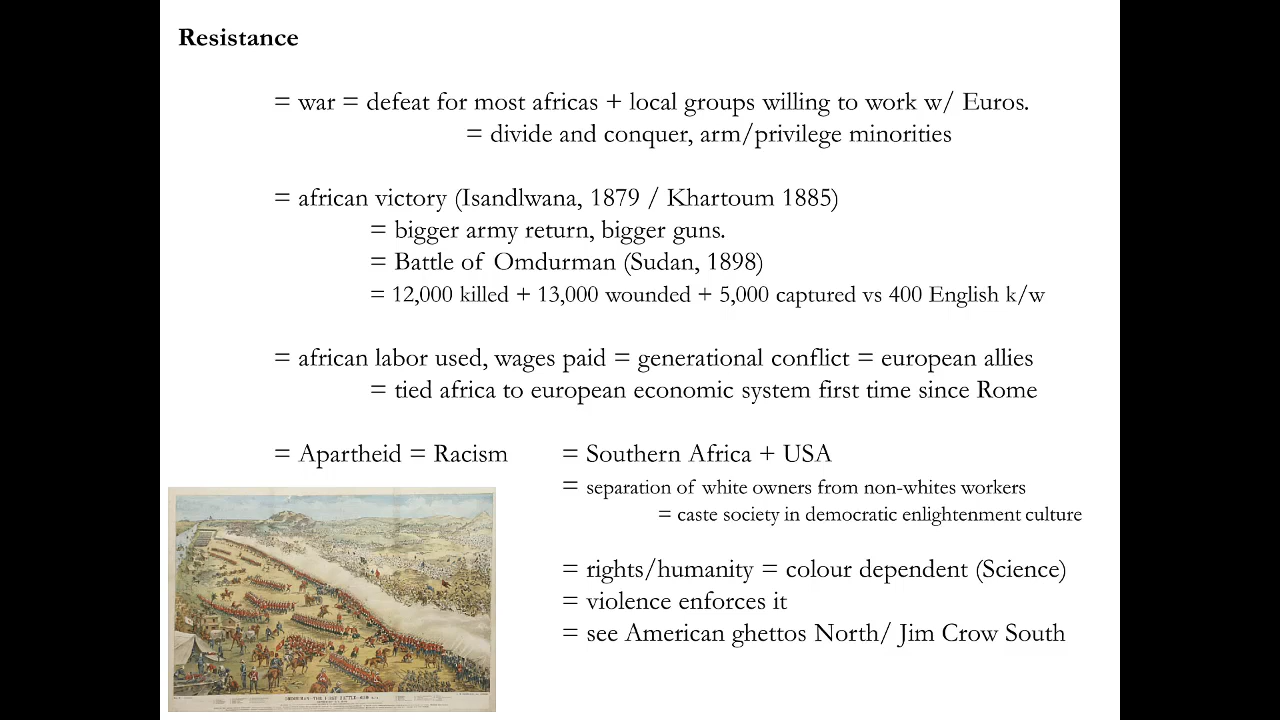 Resistance
= war = defeat for most africas + local groups willing to work w/ Euros.
= divide and conquer, arm/privilege minorities
= african victory (Isandlwana, 1879 / Khartoum 1885)
= bigger army return, bigger guns.
= Battle of Omdurman (Sudan, 1898)
= 12,000 killed + 13,000 wounded + 5,000 captured vs 400 English k/w
= african labor used, wages paid = generational conflict = european allies
= tied africa to european economic system first time since Rome
= Apartheid = Racism
= Southern Africa + USA
= separation of white owners from non-whites workers
= caste society in democratic enlightenment culture
= rights/humanity = colour dependent (Science)
= violence enforces it
= see American ghettos North/ Jim Crow South